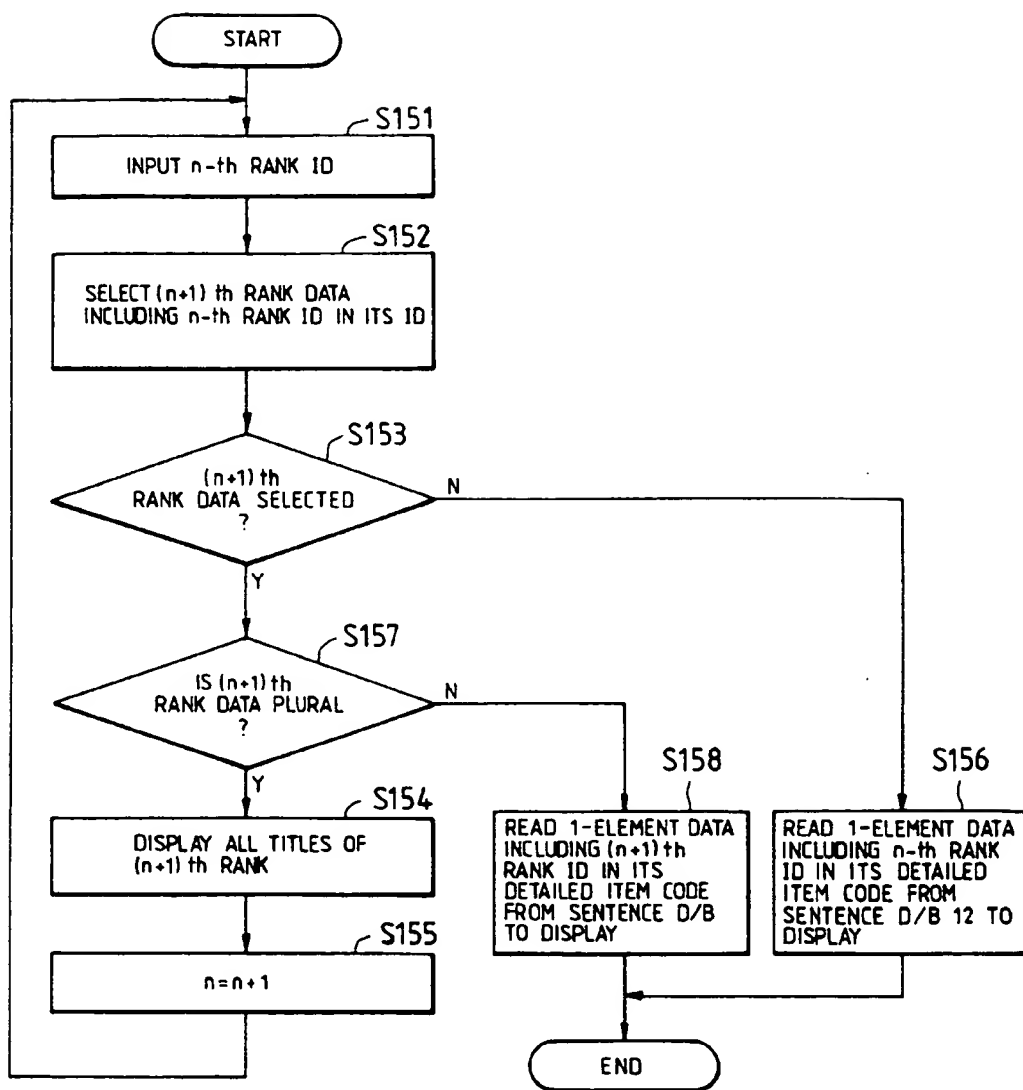 START
S151
INPUT n-th RANK ID
S152
SELECT (n+1) th RANK DATA
INCLUDING n-th RANK ID IN ITS ID
S153
(n+1) th
RANK DATA SELECTED
?
N
Y
S157
IS (n+1) th
RANK DATA PLURAL
?
N
Y
S154
DISPLAY ALL TITLES OF
(n+1) th RANK
S155
n=n+1
S158
READ 1-ELEMENT DATA
INCLUDING (n+1) th
RANK ID IN ITS
DETAILED ITEM CODE
FROM SENTENCE D/B
TO DISPLAY
S156
READ 1-ELEMENT DATA
INCLUDING n-th RANK
ID IN ITS DETAILED
ITEM CODE FROM
SENTENCE D/B 12 TO
DISPLAY
END